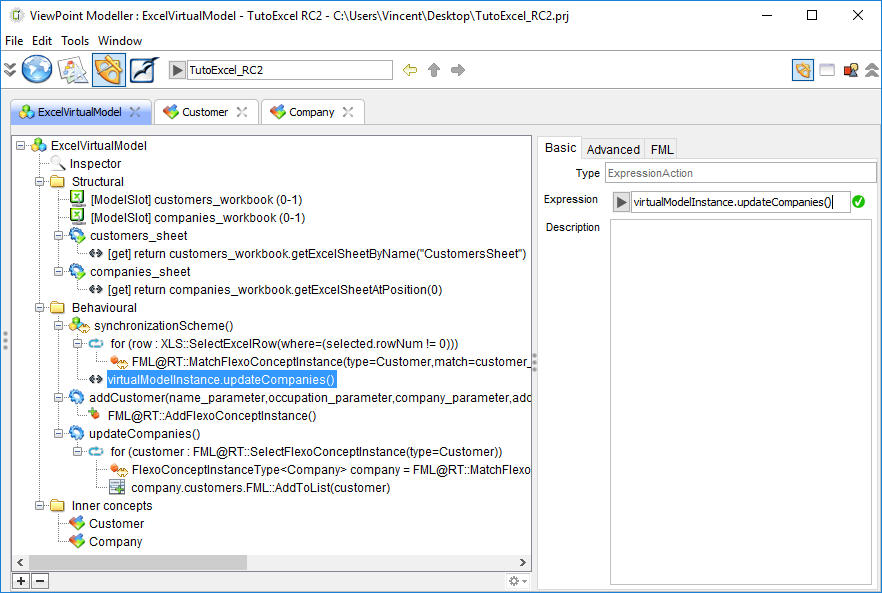 ViewPoint Modeller : ExcelVirtualModel - TutoExcel RC2 - C:\Users\Vincent\Desktop\TutoExcel_RC2.prj
File Edit Tools Window
TutoExcel_RC2
ExcelVirtualModel Customer Company
ExcelVirtualModel
Inspector
Structural
[ModelSlot] customers_workbook (0-1)
[ModelSlot] companies_workbook (0-1)
customers_sheet
[get] return customers_workbook.getExcelSheetByName("CustomersSheet")
companies_sheet
[get] return companies_workbook.getExcelSheetAtPosition(0)
Behavioural
synchronizationScheme()
for (row : XLS::SelectExcelRow(where=(selected.rowNum != 0)))
FML@RT::MatchFlexoConceptInstance(type=Customer,match=customer_
virtualModelInstance.updateCompanies()
addCustomer(name_parameter,occupation_parameter,company_parameter,adc
FML@RT::AddFlexoConceptInstance()
updateCompanies()
for (customer : FML@RT::SelectFlexoConceptInstance(type=Customer))
FlexoConceptInstanceType<Company> company = FML@RT::MatchFlexo
company.customers.FML::AddToList(customer)
Inner concepts
Customer
Company
Basic Advanced FML
Type ExpressionAction
Expression virtualModelInstance.updateCompanies()
Description